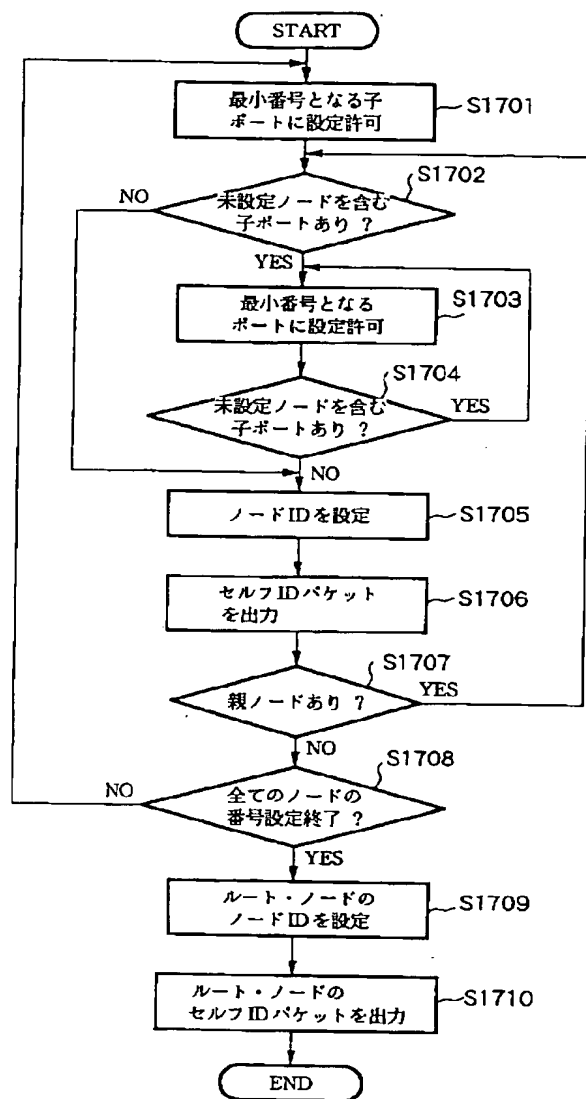 START
最小番号となる子
ポートに設定許可
S1701
S1702
NO
未設定ノードを含む
子ポートあり ?
YES
S1703
最小番号となる
ポートに設定許可
S1704
未設定ノードを含む
子ポートあり ?
YES
NO
ノードIDを設定
S1705
セルフIDパケット
を出力
S1706
S1707
親ノードあり ?
YES
NO
S1708
NO
全てのノードの
番号設定終了 ?
YES
ルート・ノードの
ノードIDを設定
S1709
ルート・ノードの
セルフIDパケットを出力
S1710
END